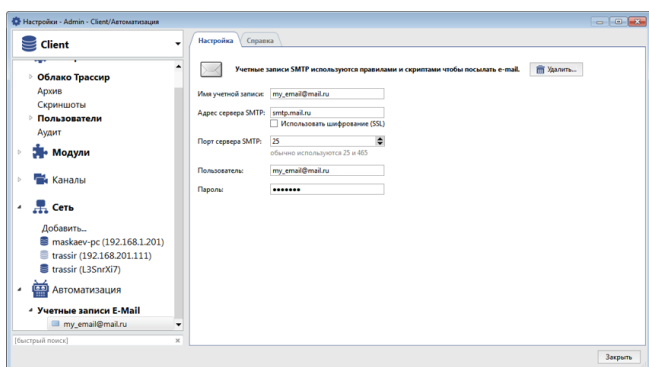 Настройки - Admin - Client/Автоматизация
Client
Облако Трассир
Архив
Скриншоты
Пользователи
Аудит
Модули
Каналы
Сеть
Добавить...
maskaev-pc (192.168.1.201)
trassir (192.168.201.111)
trassir (L3SnrXi7)
Автоматизация
Учетные записи E-Mail
my_email@mail.ru
[быстрый поиск]
Настройка
Справка
Учетные записи SMTP используются правилами и скриптами чтобы посылать e-mail.
Удалить...
Имя учетной записи: my_email@mail.ru
Адрес сервера SMTP: smtp.mail.ru
Использовать шифрование (SSL)
Порт сервера SMTP: 25
обычно используются 25 и 465
Пользователь: my_email@mail.ru
Пароль: •••••••
Закрыть